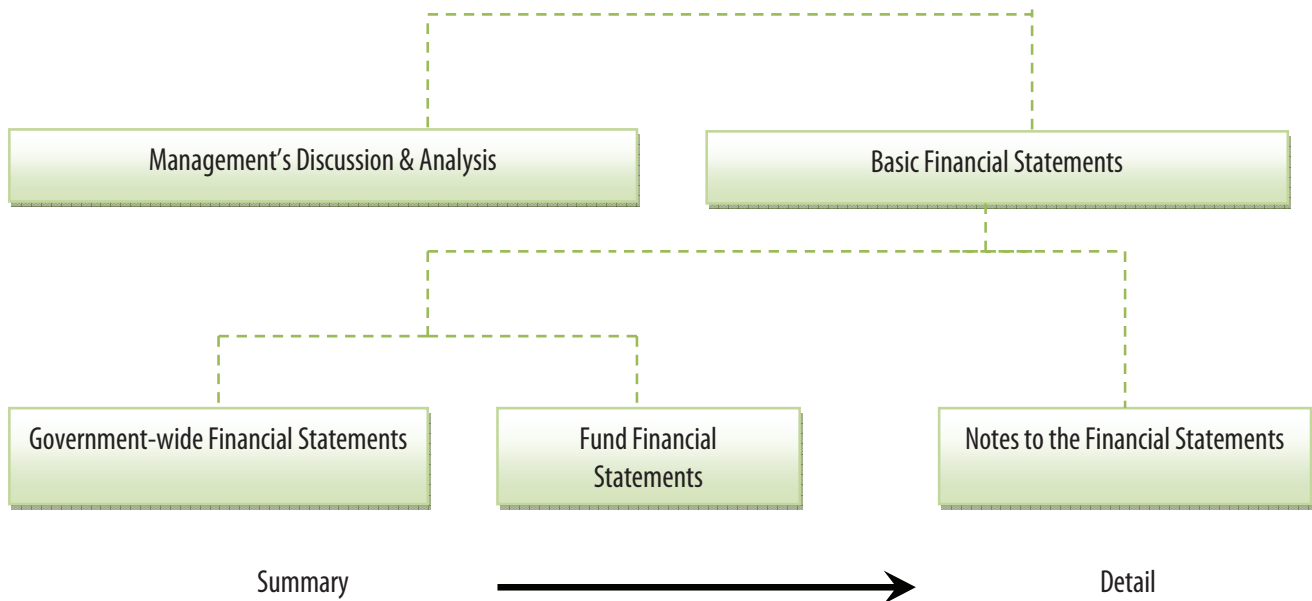 Management’s Discussion & Analysis
Basic Financial Statements
Government-wide Financial Statements
Fund Financial
Statements
Notes to the Financial Statements
Summary
Detail